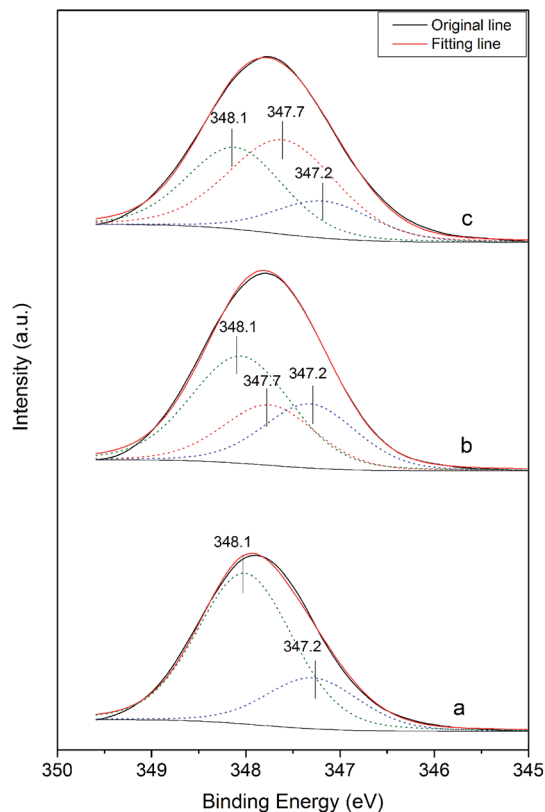 Original line
Fitting line
348.1
347.7
347.2
c
348.1
347.7
347.2
b
348.1
347.2
a
Intensity (a.u.)
350
349
348
347
346
345
Binding Energy (eV)